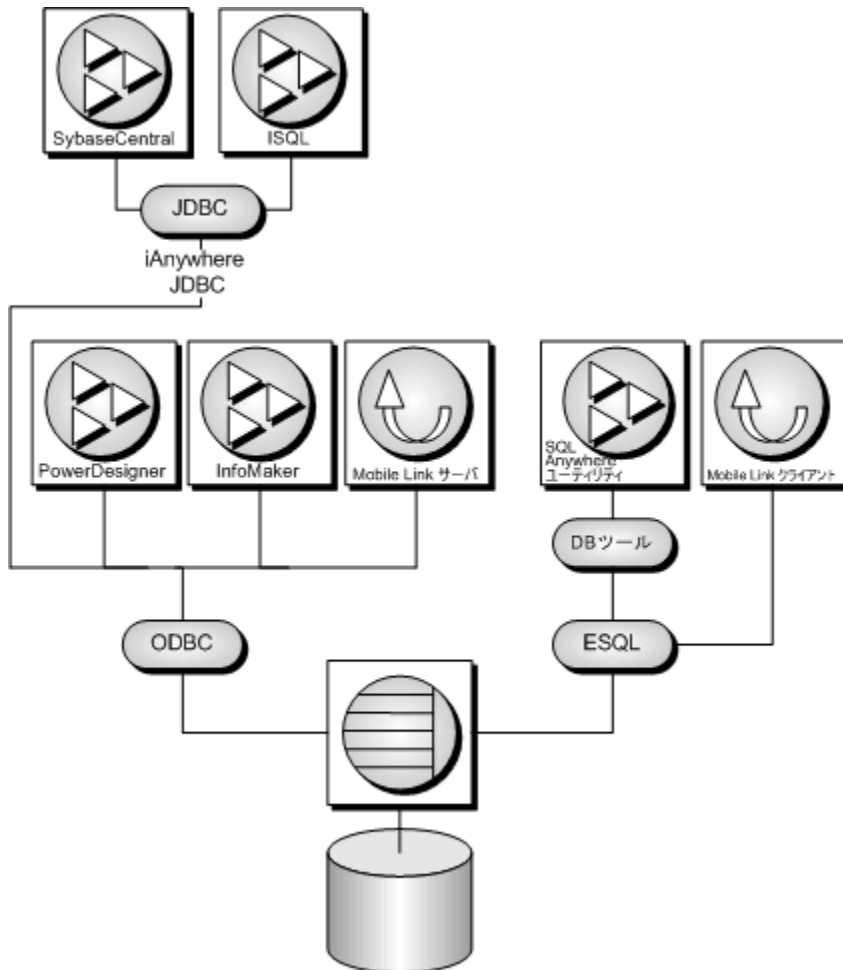 SybaseCentral
ISQL
JDBC
iAnywhere
JDBC
PowerDesigner
InfoMaker
Mobile Link サーバ
SQL
Anywhere
ユーティリティ
Mobile Link クライアント
DBツール
ODBC
ESQL